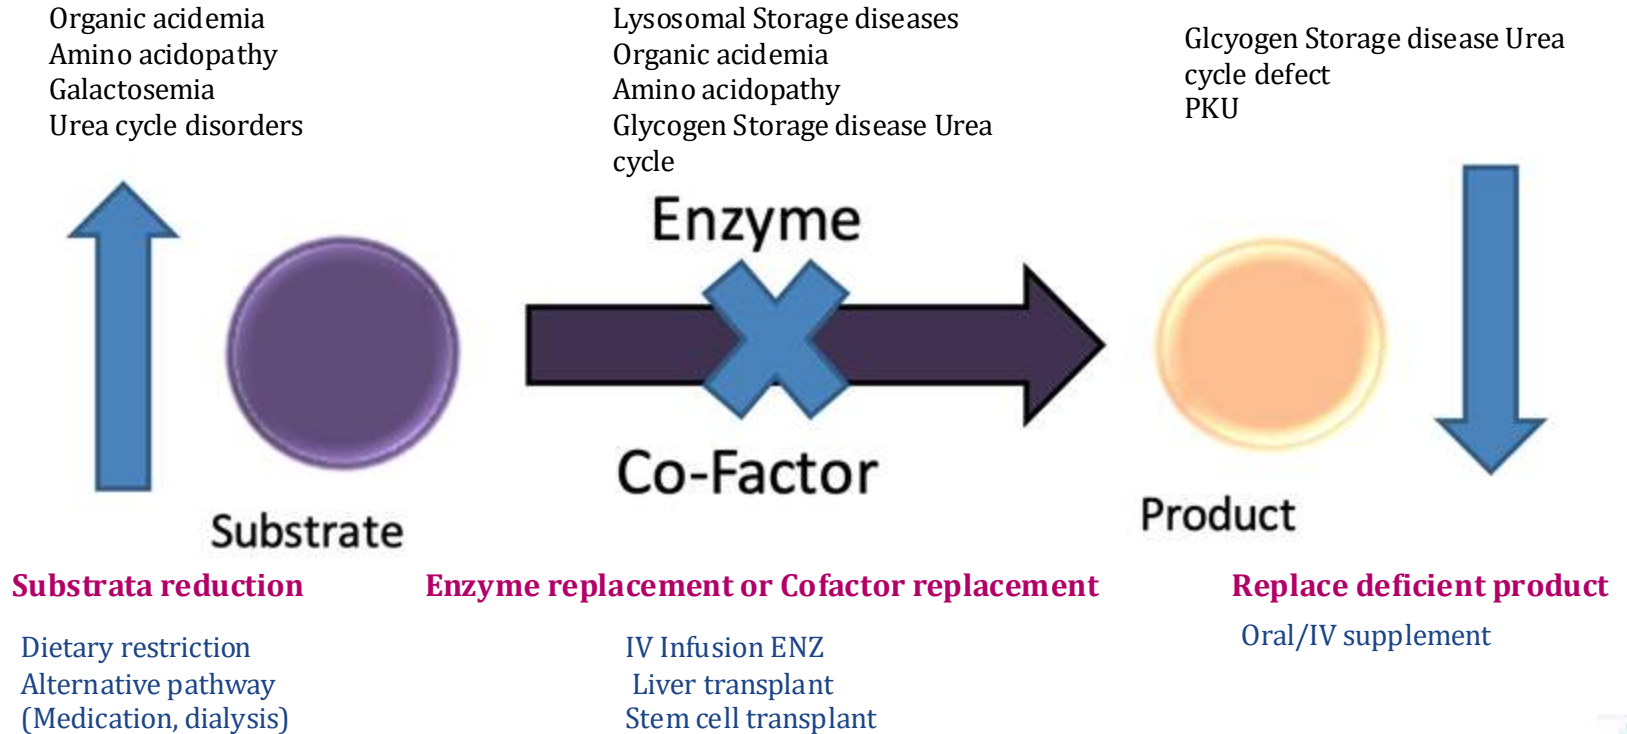 Organic acidemia
Amino acidopathy
Galactosemia
Urea cycle disorders
Lysosomal Storage diseases
Organic acidemia
Amino acidopathy
Glycogen Storage disease Urea
cycle
Glcyogen Storage disease Urea
cycle defect
PKU
Enzyme
Co-Factor
Substrate
Product
Substrata reduction
Enzyme replacement or Cofactor replacement
Replace deficient product
Dietary restriction
Alternative pathway
(Medication, dialysis)
IV Infusion ENZ
Liver transplant
Stem cell transplant
Oral/IV supplement